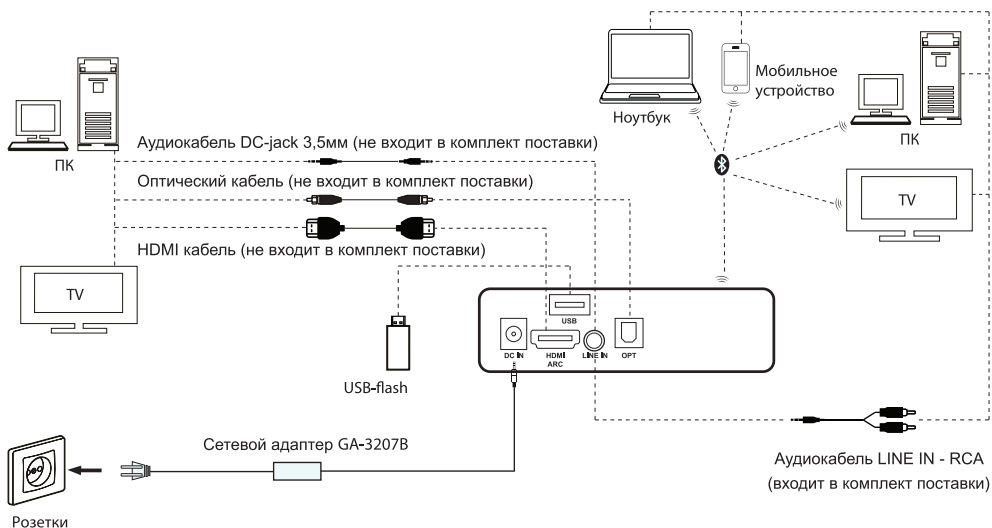 Мобильное
устройство
Ноутбук
ПК
ПК
Аудиокабель DC-jack 3,5мм (не входит в комплект поставки)
Оптический кабель (не входит в комплект поставки)
HDMI кабель (не входит в комплект поставки)
TV
TV
USB
DC IN
HDMI
ARC
LINE IN
OPT
USB-flash
Сетевой адаптер GA-3207B
Аудиокабель LINE IN - RCA
(входит в комплект поставки)
Розетки